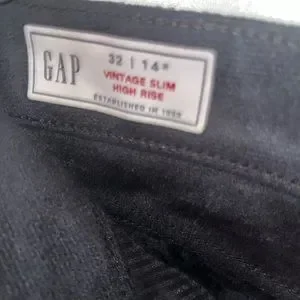 GAP
32 | 14R
VINTAGE SLIM
HIGH RISE
ESTABLISHED IN 1969